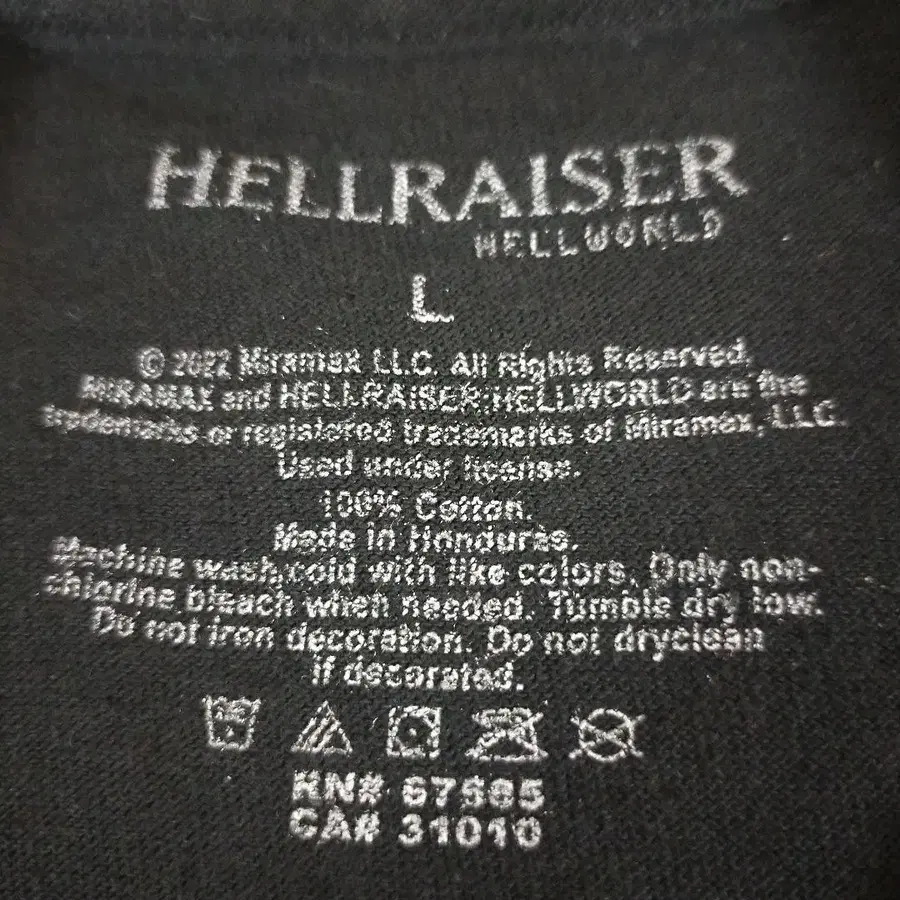 HELLRAISER
HELLWORLD
L
© 2022 Miramax LLC. All Rights Reserved.
MIRAMAX and HELLRAISER:HELLWORLD are the
trademarks or registered trademarks of Miramax, LLC.
Used under license.
100% Cotton.
Made in Honduras.
Machine wash cold with like colors. Only non-
chlorine bleach when needed. Tumble dry low.
Do not iron decoration. Do not dryclean
if decorated.
RN#
CA# 31010